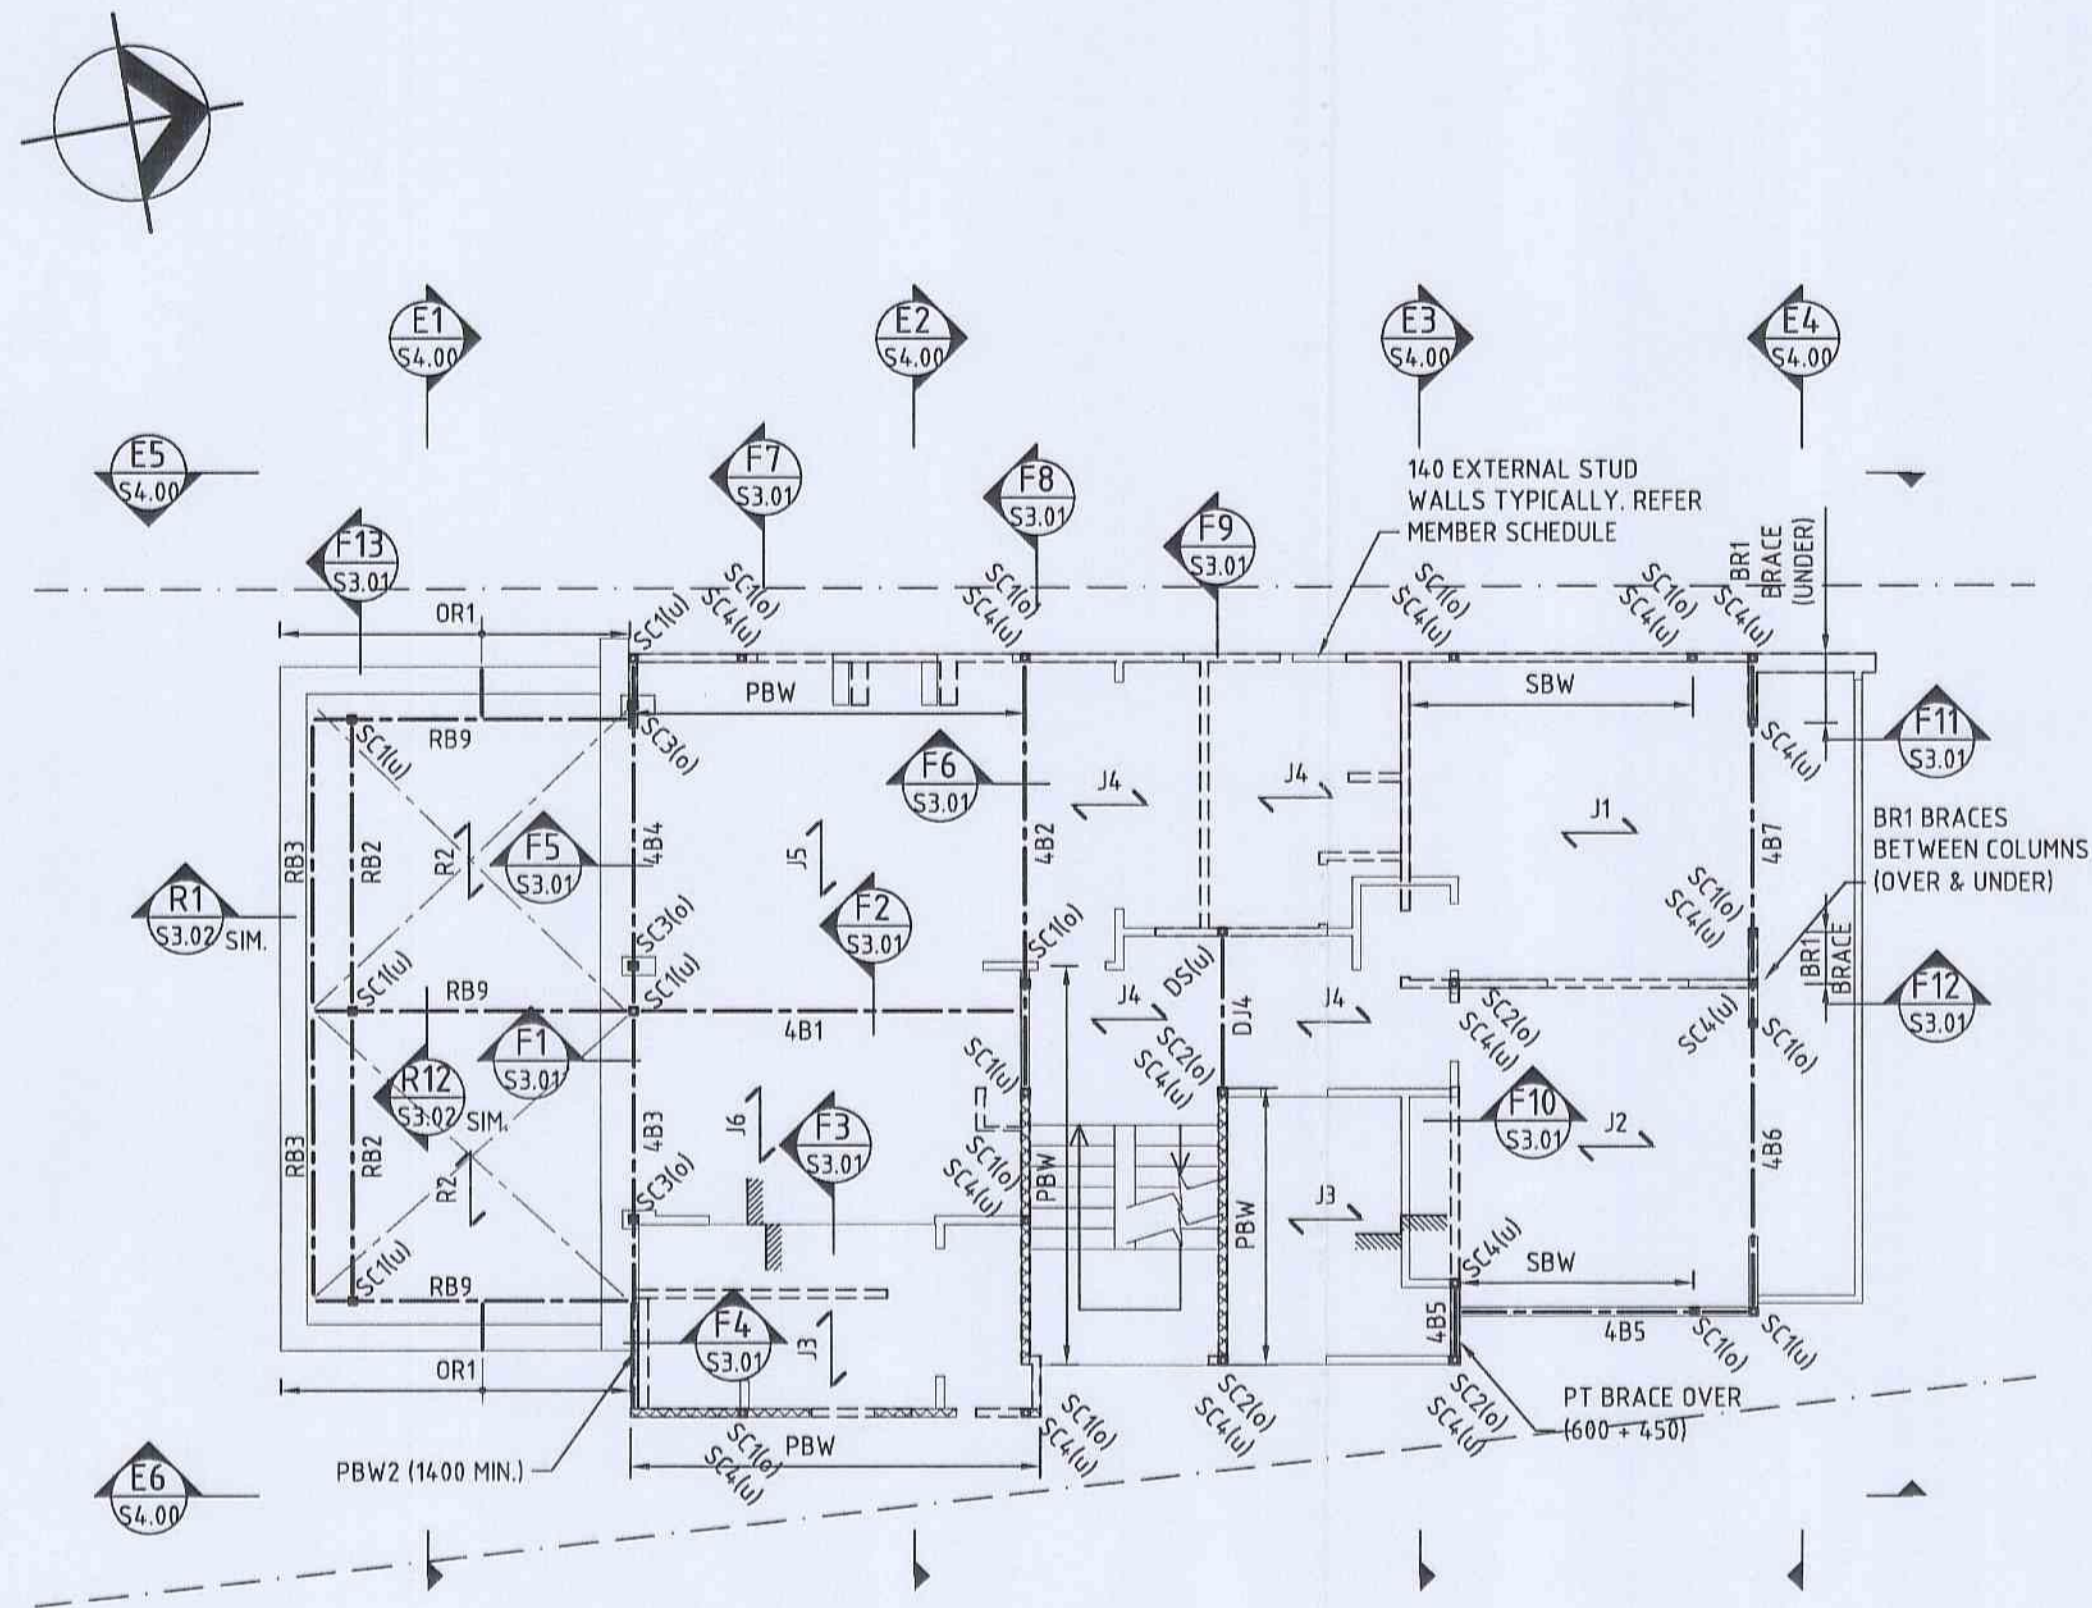 E1
S4.00
E2
S4.00
E3
S4.00
E4
S4.00
E5
S4.00
F7
S3.01
F8
S3.01
F9
S3.01
F13
S3.01
140 EXTERNAL STUD
WALLS TYPICALLY. REFER
MEMBER SCHEDULE
BR1
BRACE
(UNDER)
OR1
SC1(u)
SC1(o)
SC4(u)
SC1(o)
SC4(u)
SC1(o)
SC4(u)
SC1(o)
SC4(u)
SC4(u)
PBW
SBW
RB9
SC1(u)
SC3(o)
SC4(u)
F11
S3.01
F6
S3.01
J4
J4
J1
RB3
RB2
R2
F5
S3.01
4B4
J5
4B2
4B7
BR1 BRACES
BETWEEN COLUMNS
(OVER & UNDER)
R1
S3.02
SIM.
F2
S3.01
SC3(o)
SC1(o)
SC1(o)
SC4(u)
BR1
BRACE
SC1(u)
RB9
SC1(u)
DS(u)
F12
S3.01
4B1
J4
DJ4
J4
SC2(o)
SC4(u)
SC4(u)
SC1(o)
F1
S3.01
SC1(u)
SC2(o)
SC4(u)
R12
S3.02
SIM.
RB3
RB2
R2
4B3
J6
F3
S3.01
F10
S3.01
J2
4B6
SC3(o)
SC1(o)
SC4(u)
PBW
PBW
J3
SC4(u)
SC1(u)
RB9
SBW
F4
S3.01
J3
4B5
4B5
SC1(o)
SC1(u)
OR1
PT BRACE OVER
(600 + 450)
SC1(o)
SC4(u)
PBW
SC1(o)
SC4(u)
SC2(o)
SC4(u)
SC2(o)
SC4(u)
PBW2 (1400 MIN.)
E6
S4.00